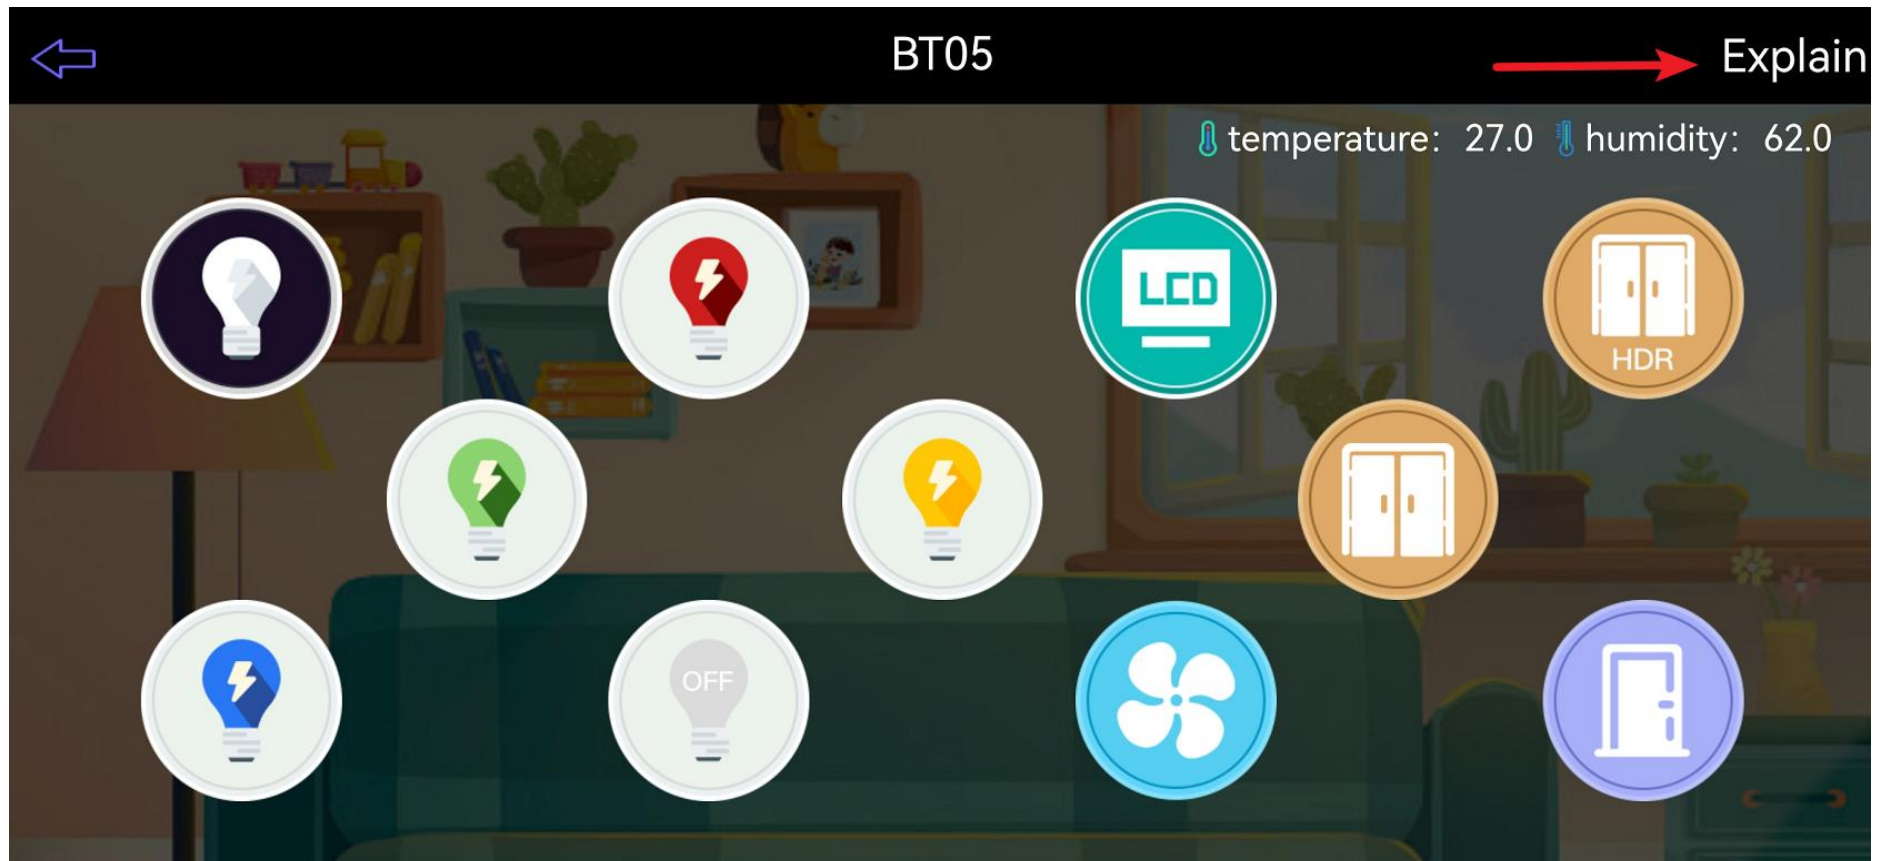 BT05
Explain
temperature: 27.0 humidity: 62.0
LCD
HDR
OFF